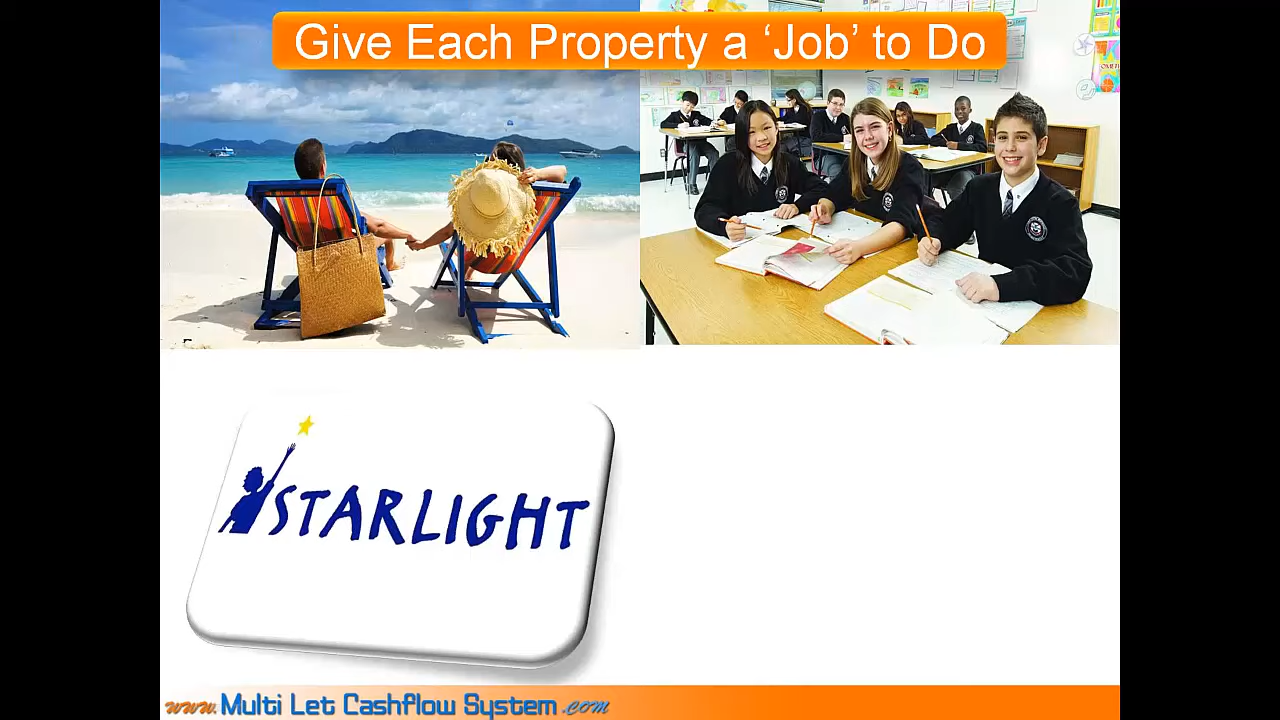 Give Each Property a ‘Job’ to Do
STARLIGHT
www.Multi Let Cashflow System.com